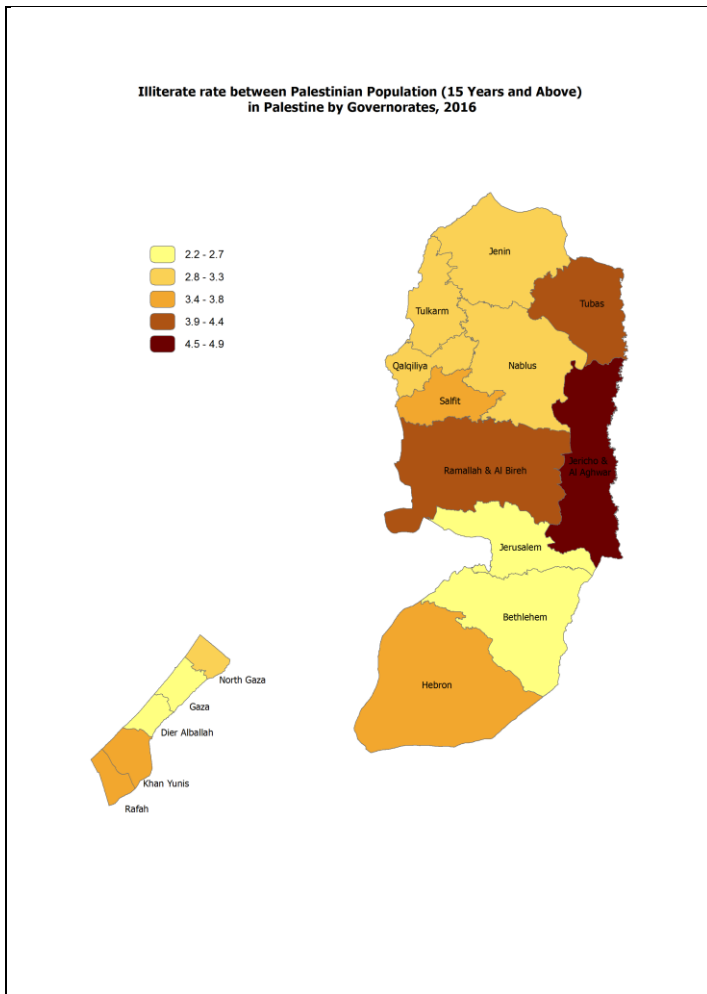 Illiterate rate between Palestinian Population (15 Years and Above)
in Palestine by Governorates, 2016
2.2 - 2.7
2.8 - 3.3
3.4 - 3.8
3.9 - 4.4
4.5 - 4.9
Jenin
Tubas
Tulkarm
Qalqiliya
Nablus
Salfit
Ramallah & Al Bireh
Jericho &
Al Aghwar
Jerusalem
Bethlehem
Hebron
North Gaza
Gaza
Dier Alballah
Khan Yunis
Rafah